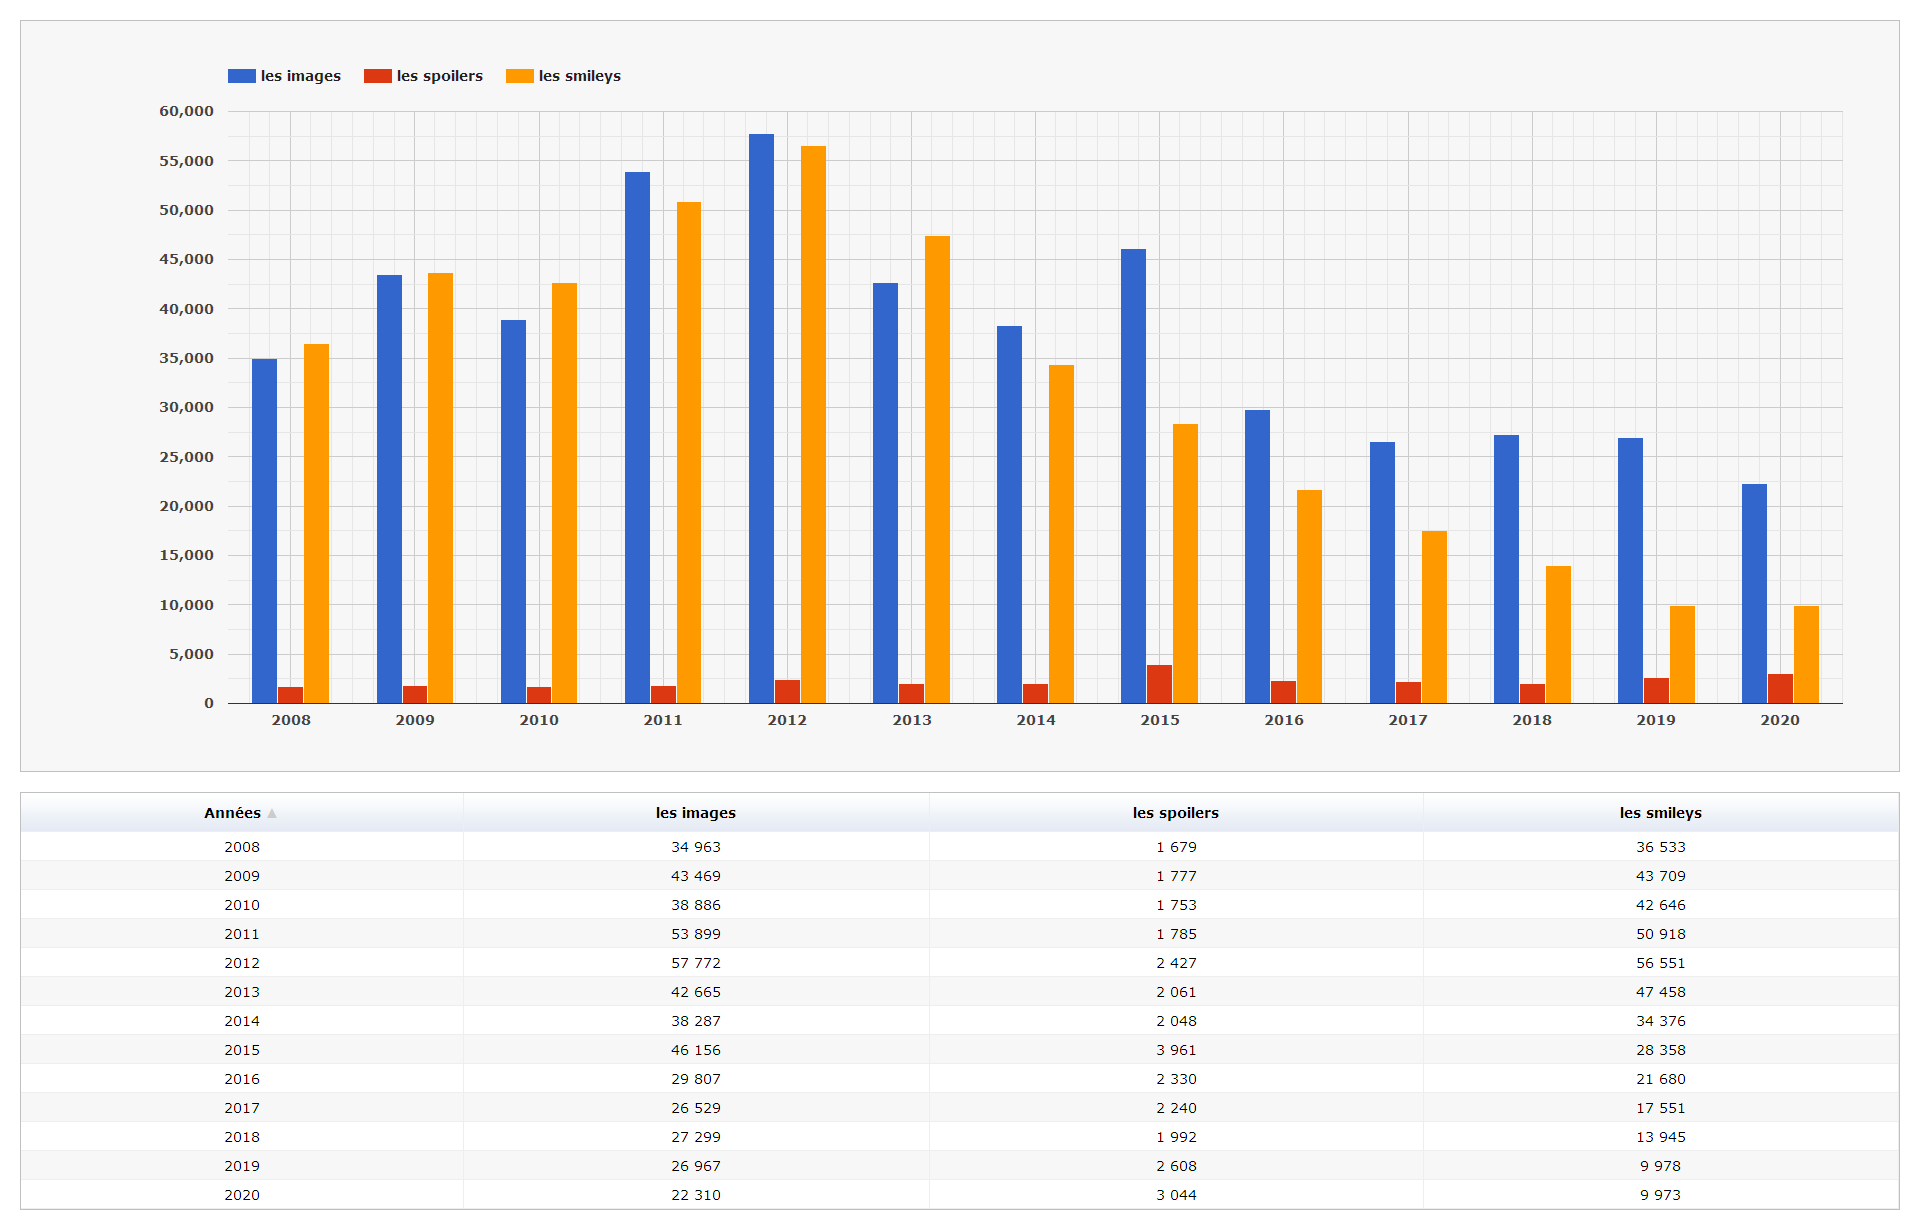 les images les spoilers les smileys
60,000
55,000
50,000
45,000
40,000
35,000
30,000
25,000
20,000
15,000
10,000
5,000
0
2008 2009 2010 2011 2012 2013 2014 2015 2016 2017 2018 2019 2020
Années ▲ les images les spoilers les smileys
2008 34 963 1 679 36 533
2009 43 469 1 777 43 709
2010 38 886 1 753 42 646
2011 53 899 1 785 50 918
2012 57 772 2 427 56 551
2013 42 665 2 061 47 458
2014 38 287 2 048 34 376
2015 46 156 3 961 28 358
2016 29 807 2 330 21 680
2017 26 529 2 240 17 551
2018 27 299 1 992 13 945
2019 26 967 2 608 9 978
2020 22 310 3 044 9 973